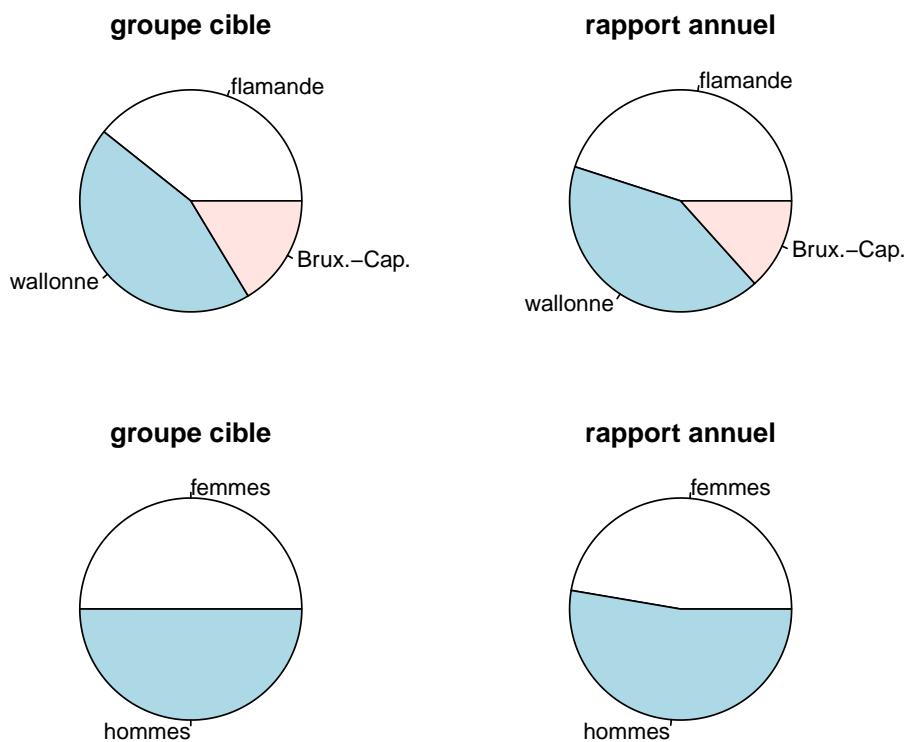 groupe cible
flamande
wallonne
Brux.−Cap.
rapport annuel
flamande
wallonne
Brux.−Cap.
groupe cible
femmes
hommes
rapport annuel
femmes
hommes